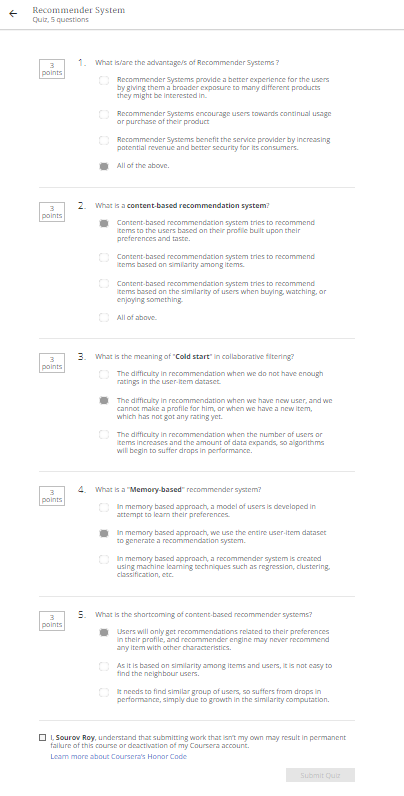 Recommender System
Quiz, 5 questions
3
points
1.
What is/are the advantage/s of Recommender Systems ?
Recommender Systems provide a better experience for the users
by giving them a broader exposure to many different products
they might be interested in.
Recommender Systems encourage users towards continual usage
or purchase of their product
Recommender Systems benefit the service provider by increasing
potential revenue and better security for its consumers.
All of the above.
3
points
2.
What is a content-based recommendation system?
Content-based recommendation system tries to recommend
items to the users based on their profile built upon their
preferences and taste.
Content-based recommendation system tries to recommend
items based on similarity among items.
Content-based recommendation system tries to recommend
items based on the similarity of users when buying, watching, or
enjoying something.
All of above.
3
points
3.
What is the meaning of "Cold start" in collaborative filtering?
The difficulty in recommendation when we do not have enough
ratings in the user-item dataset.
The difficulty in recommendation when we have new user, and we
cannot make a profile for him, or when we have a new item,
which has not got any rating yet.
The difficulty in recommendation when the number of users or
items increases and the amount of data expands, so algorithms
will begin to suffer drops in performance.
3
points
4.
What is a "Memory-based" recommender system?
In memory based approach, a model of users is developed in
attempt to learn their preferences.
In memory based approach, we use the entire user-item dataset
to generate a recommendation system.
In memory based approach, a recommender system is created
using machine learning techniques such as regression, clustering,
classification, etc.
3
points
5.
What is the shortcoming of content-based recommender systems?
Users will only get recommendations related to their preferences
in their profile, and recommender engine may never recommend
any item with other characteristics.
As it is based on similarity among items and users, it is not easy to
find the neighbour users.
It needs to find similar group of users, so suffers from drops in
performance, simply due to growth in the similarity computation.
I, Sourov Roy, understand that submitting work that isn't my own may result in permanent
failure of this course or deactivation of my Coursera account.
Learn more about Coursera's Honor Code
Submit Quiz